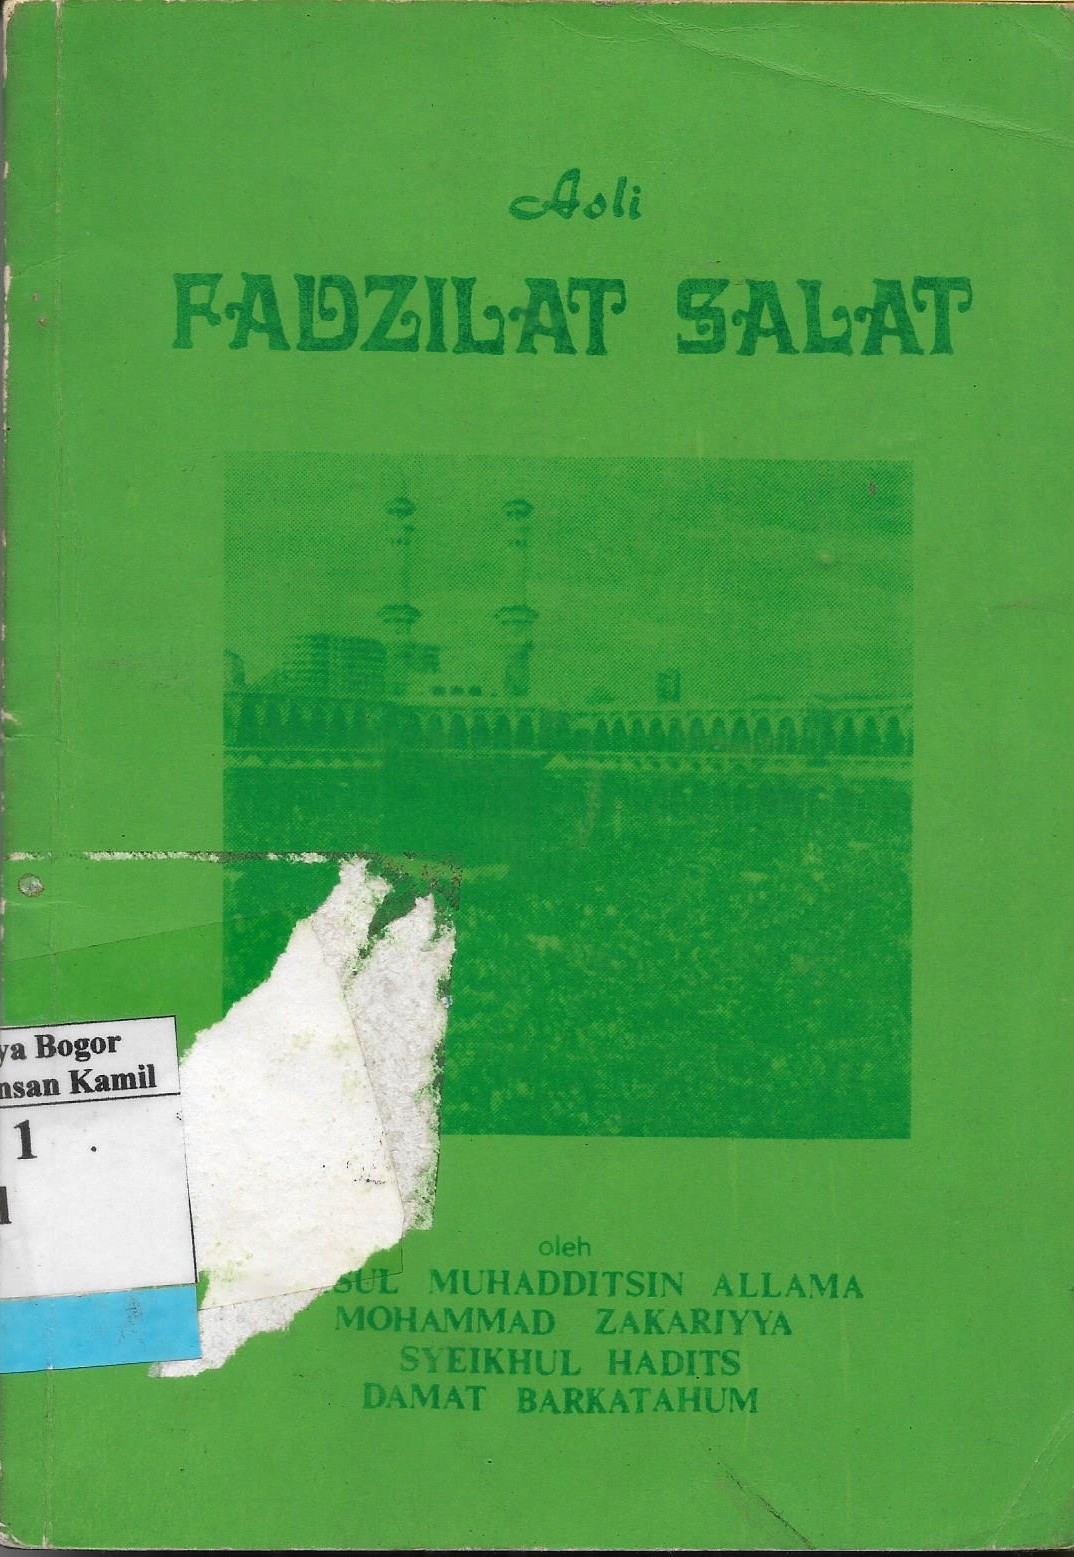 Asli
FADZILAT SALAT
ya Bogor
nsan Kamil
1
oleh
SUL MUHADDITSIN ALLAMA
MOHAMMAD ZAKARIYYA
SYEIKHUL HADITS
DAMAT BARKATAHUM